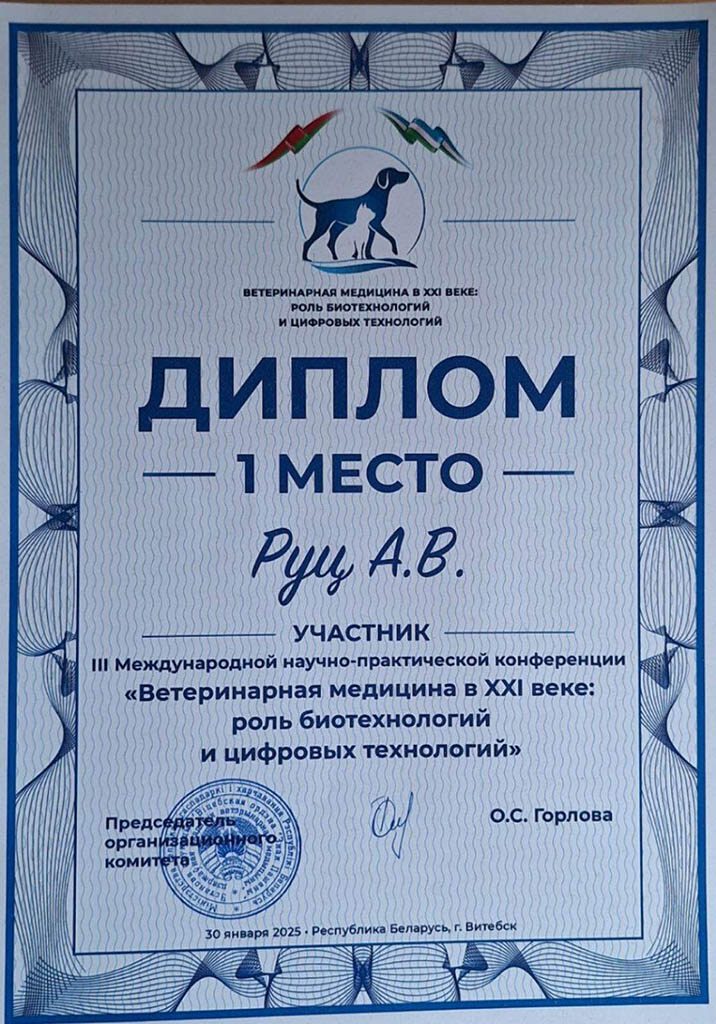 ВЕТЕРИНАРНАЯ МЕДИЦИНА В XXI ВЕКЕ:
РОЛЬ БИОТЕХНОЛОГИЙ
И ЦИФРОВЫХ ТЕХНОЛОГИЙ
ДИПЛОМ
1 МЕСТО
Руц А.В.
УЧАСТНИК
III Международной научно-практической конференции
«Ветеринарная медицина в XXI веке:
роль биотехнологий
и цифровых технологий»
Председатель
организационного
комитета
О.С. Горлова
30 января 2025 • Республика Беларусь, г. Витебск